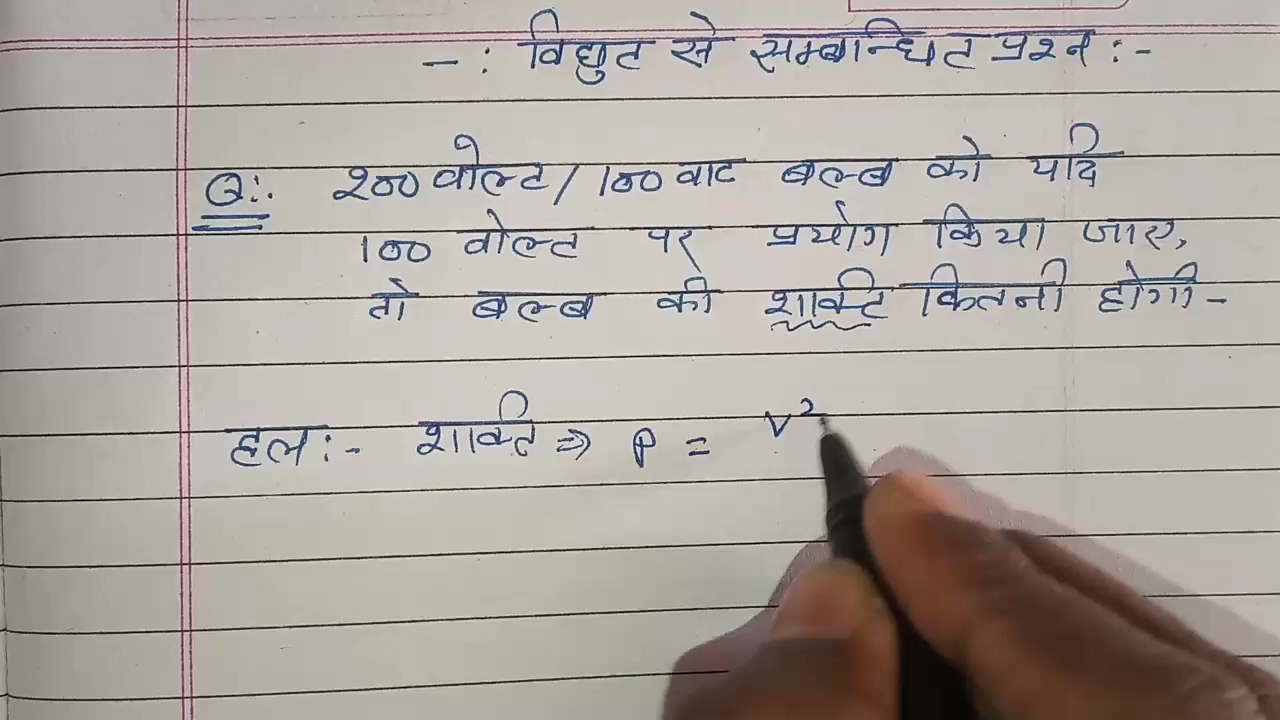 -: विद्युत से सम्बन्धित प्रश्न :-
Q:. 200 वोल्ट / 100 वाट बल्ब को यदि
100 वोल्ट पर प्रयोग किया जाए,
तो बल्ब की शक्ति कितनी होगी -
हल :- शक्ति ⇒ P = V²